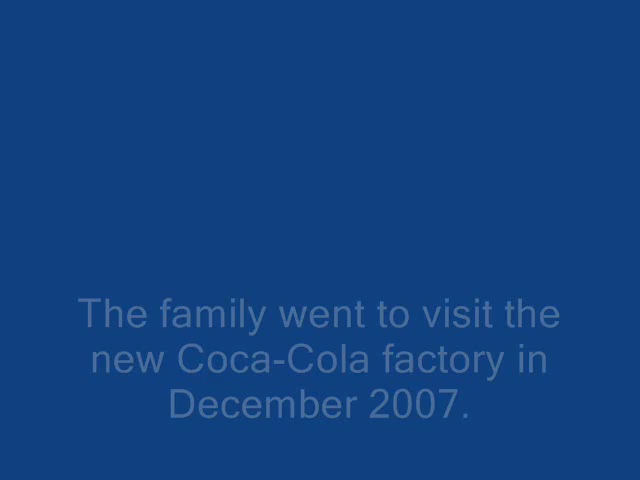 The family went to visit the
new Coca-Cola factory in
December 2007.